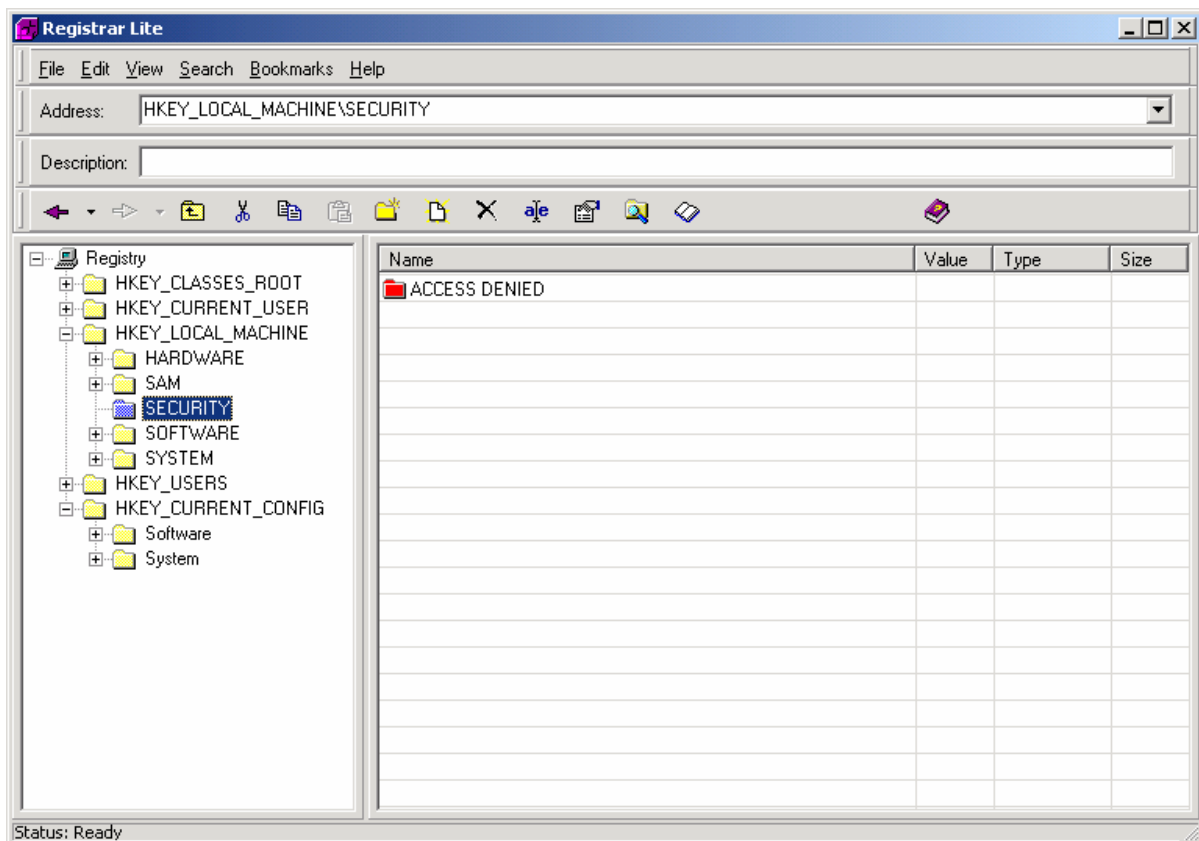 Registrar Lite
File Edit View Search Bookmarks Help
Address: HKEY_LOCAL_MACHINE\SECURITY
Description:
Registry
HKEY_CLASSES_ROOT
HKEY_CURRENT_USER
HKEY_LOCAL_MACHINE
HARDWARE
SAM
SECURITY
SOFTWARE
SYSTEM
HKEY_USERS
HKEY_CURRENT_CONFIG
Software
System
Name Value Type Size
ACCESS DENIED
Status: Ready